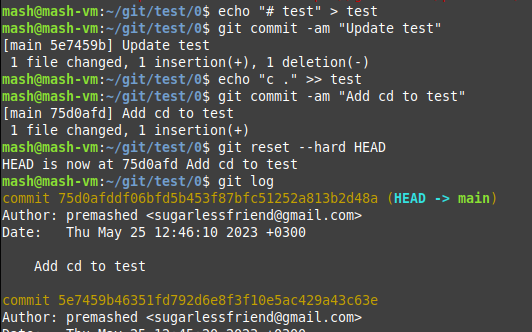 mash@mash-vm:~/git/test/0$ echo "# test" > test
mash@mash-vm:~/git/test/0$ git commit -am "Update test"
[main 5e7459b] Update test
 1 file changed, 1 insertion(+), 1 deletion(-)
mash@mash-vm:~/git/test/0$ echo "c ." >> test
mash@mash-vm:~/git/test/0$ git commit -am "Add cd to test"
[main 75d0afd] Add cd to test
 1 file changed, 1 insertion(+)
mash@mash-vm:~/git/test/0$ git reset --hard HEAD
HEAD is now at 75d0afd Add cd to test
mash@mash-vm:~/git/test/0$ git log
commit 75d0afddf06bfd5b453f87bfc51252a813b2d48a (HEAD -> main)
Author: premashed <sugarlessfriend@gmail.com>
Date:   Thu May 25 12:46:10 2023 +0300
    Add cd to test
commit 5e7459b46351fd792d6e8f3f10e5ac429a43c63e
Author: premashed <sugarlessfriend@gmail.com>